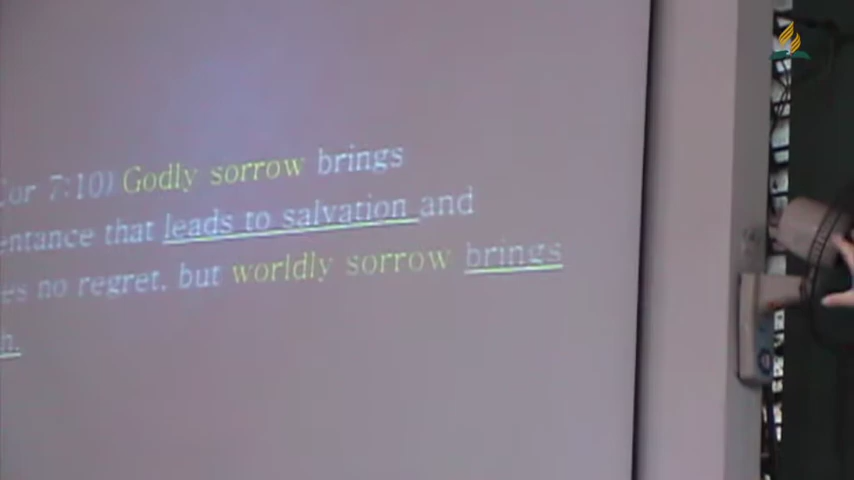 Cor 7:10) Godly sorrow brings
entance that leads to salvation and
es no regret, but worldly sorrow brings
h.